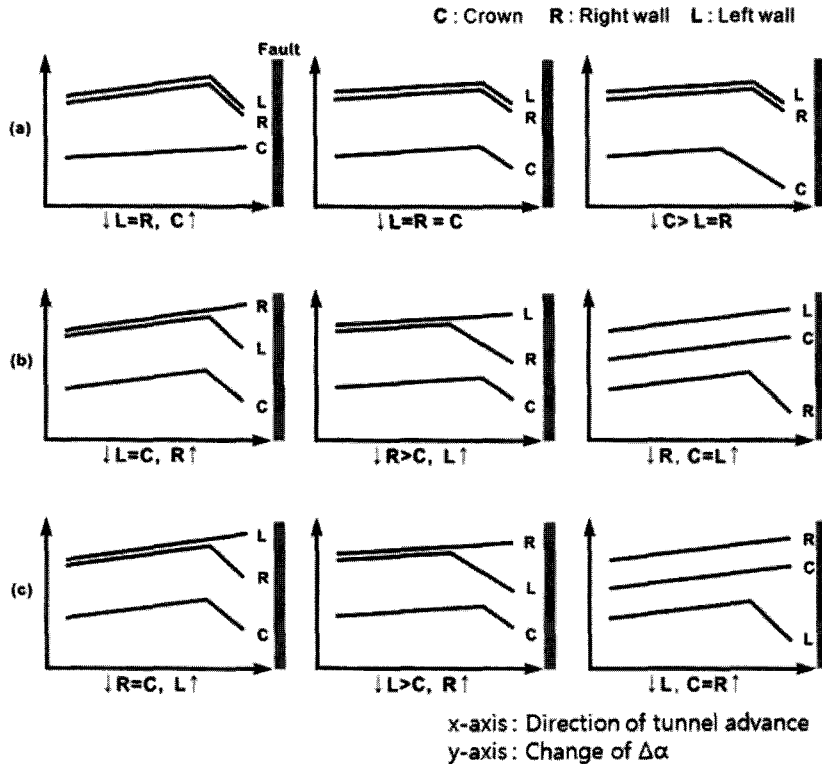 C : Crown R : Right wall L : Left wall
Fault
(a)
L
R
C
↓L=R, C↑
L
R
C
↓L=R = C
L
R
C
↓C> L=R
(b)
R
L
C
↓L=C, R↑
L
R
C
↓R>C, L↑
L
C
R
↓R, C=L↑
(c)
L
R
C
↓R=C, L↑
R
L
C
↓L>C, R↑
R
C
L
↓L, C=R↑
x-axis : Direction of tunnel advance
y-axis : Change of Δα